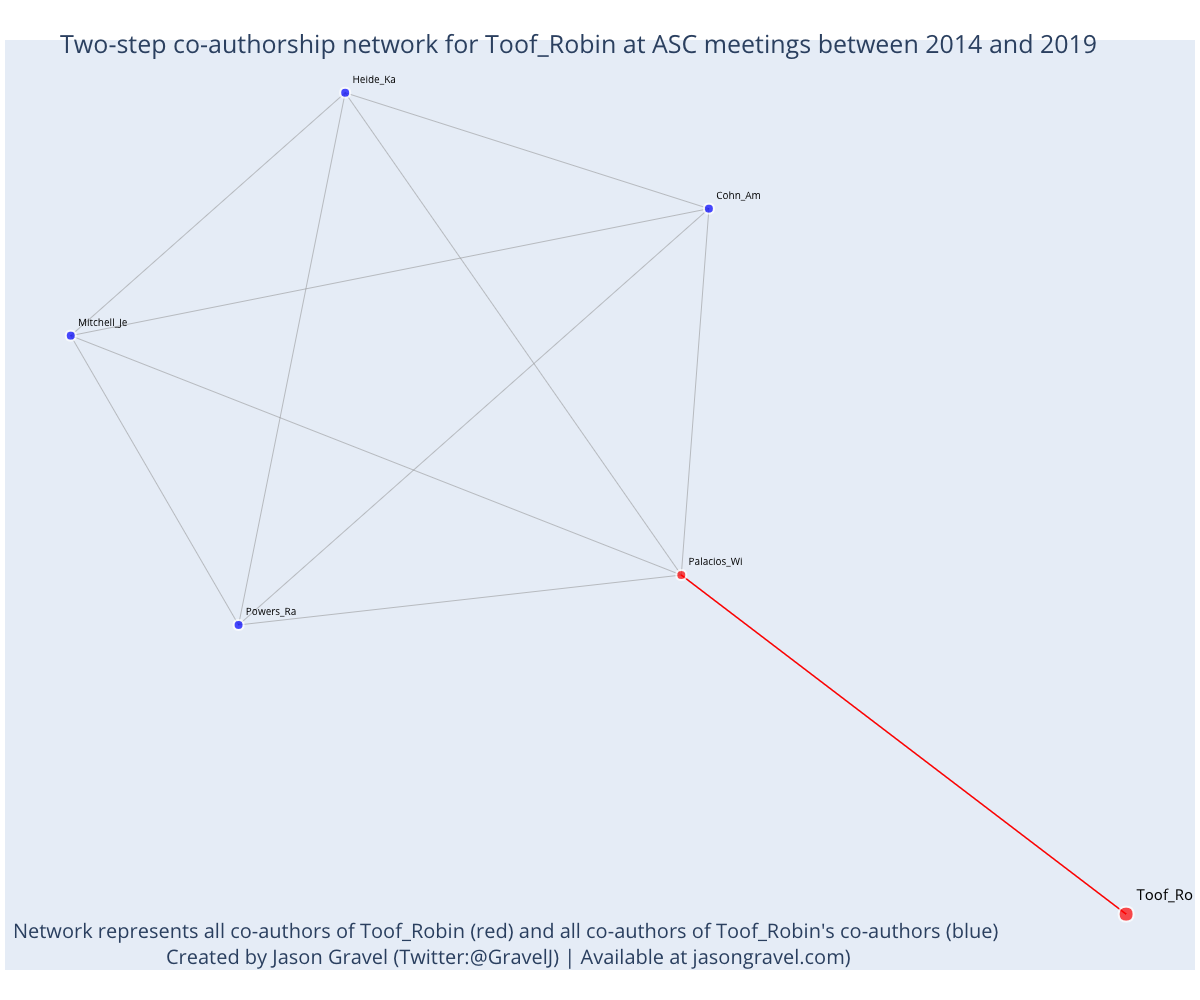 Two-step co-authorship network for Toof_Robin at ASC meetings between 2014 and 2019
Heide_Ka
Cohn_Am
Mitchell_Je
Palacios_Wi
Powers_Ra
Toof_Ro
Network represents all co-authors of Toof_Robin (red) and all co-authors of Toof_Robin's co-authors (blue)
Created by Jason Gravel (Twitter:@GravelJ) | Available at jasongravel.com)